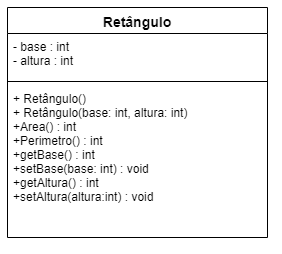 Retângulo
- base : int
- altura : int
+ Retângulo()
+ Retângulo(base: int, altura: int)
+Area() : int
+Perimetro() : int
+getBase() : int
+setBase(base: int) : void
+getAltura() : int
+setAltura(altura:int) : void